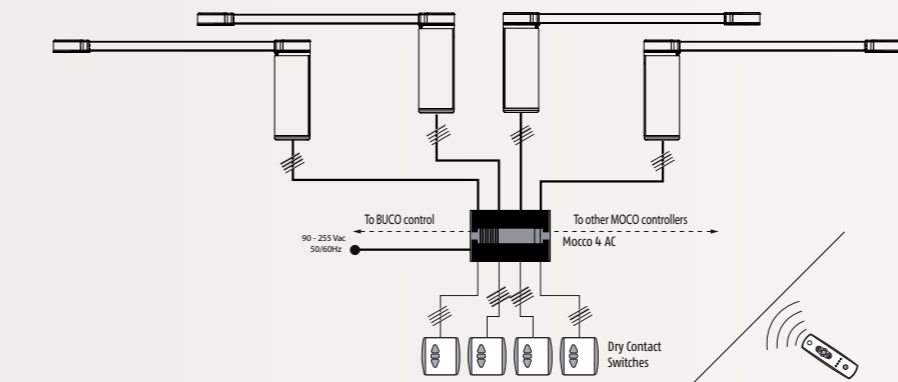 To BUCO control
To other MOCO controllers
90 - 255 Vac
50/60Hz
Mocco 4 AC
Dry Contact
Switches